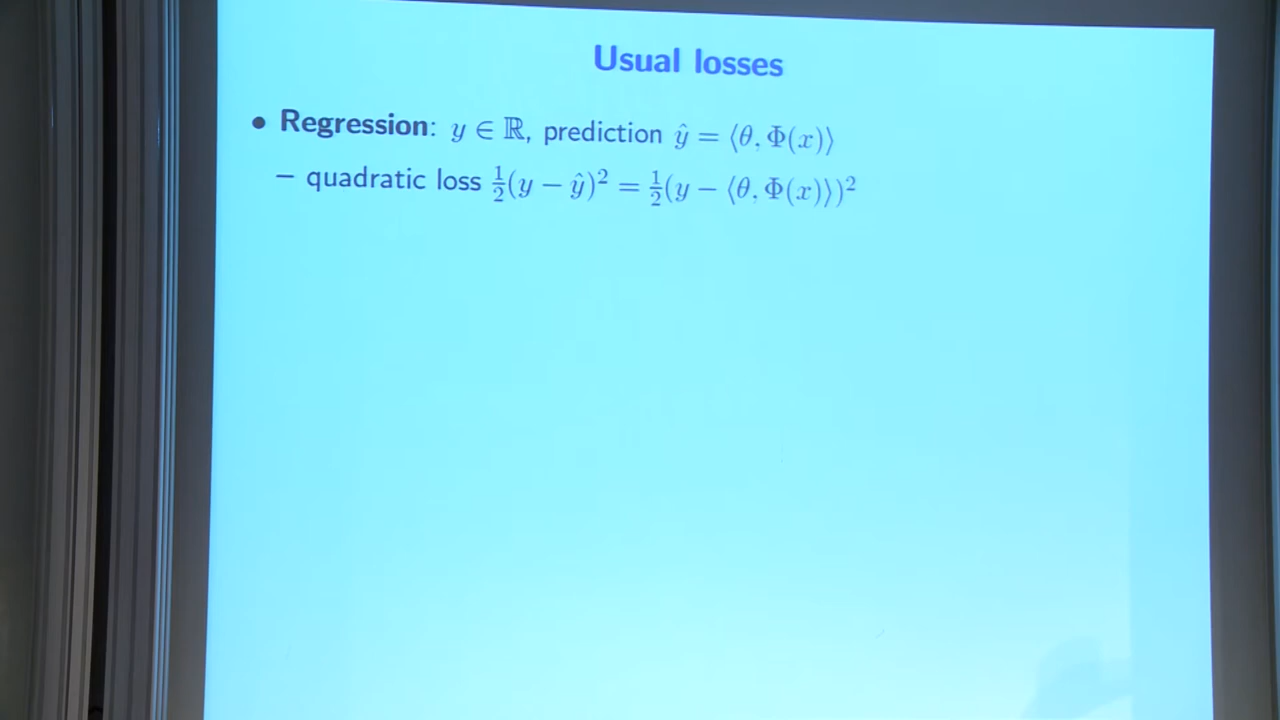 Usual losses
• Regression: y ∈ ℝ, prediction ŷ = ⟨θ, Φ(x)⟩
– quadratic loss ½(y − ŷ)² = ½(y − ⟨θ, Φ(x)⟩)²